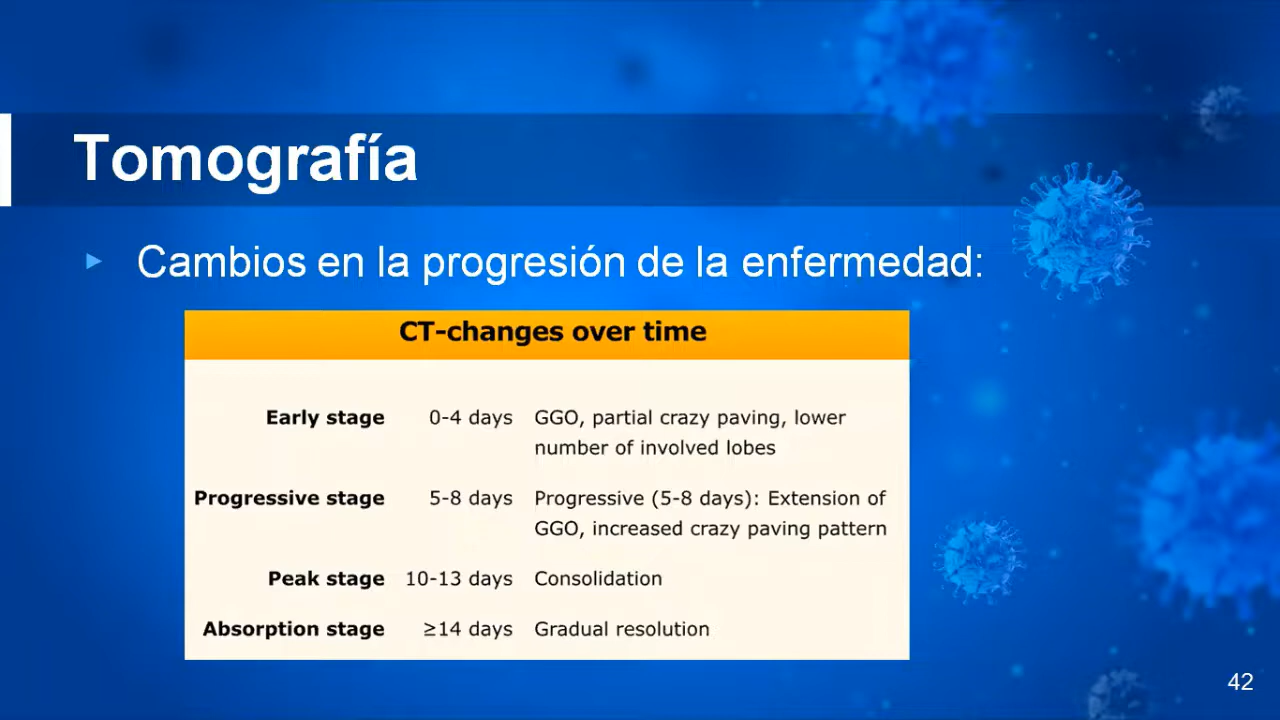 Tomografía
Cambios en la progresión de la enfermedad:
CT-changes over time
Early stage 0-4 days GGO, partial crazy paving, lower
number of involved lobes
Progressive stage 5-8 days Progressive (5-8 days): Extension of
GGO, increased crazy paving pattern
Peak stage 10-13 days Consolidation
Absorption stage ≥14 days Gradual resolution
42